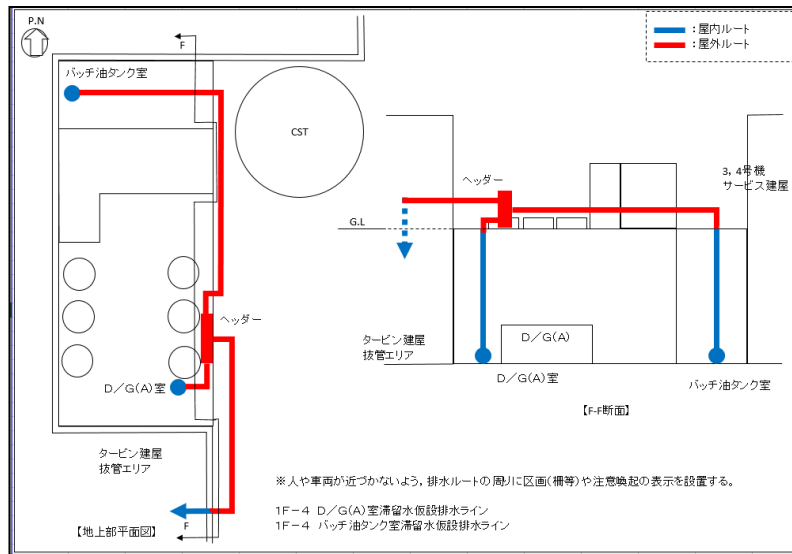 P.N
F
バッチ油タンク室
CST
ヘッダー
D／G(A)室
タービン建屋
抜管エリア
F
【地上部平面図】
：屋内ルート
：屋外ルート
ヘッダー
3，4号機
サービス建屋
G.L
タービン建屋
抜管エリア
D／G(A)
D／G(A)室
バッチ油タンク室
【F-F断面】
※人や車両が近づかないよう，排水ルートの周りに区画(柵等)や注意喚起の表示を設置する。
1F－4 D／G(A)室滞留水仮設排水ライン
1F－4 バッチ油タンク室滞留水仮設排水ライン